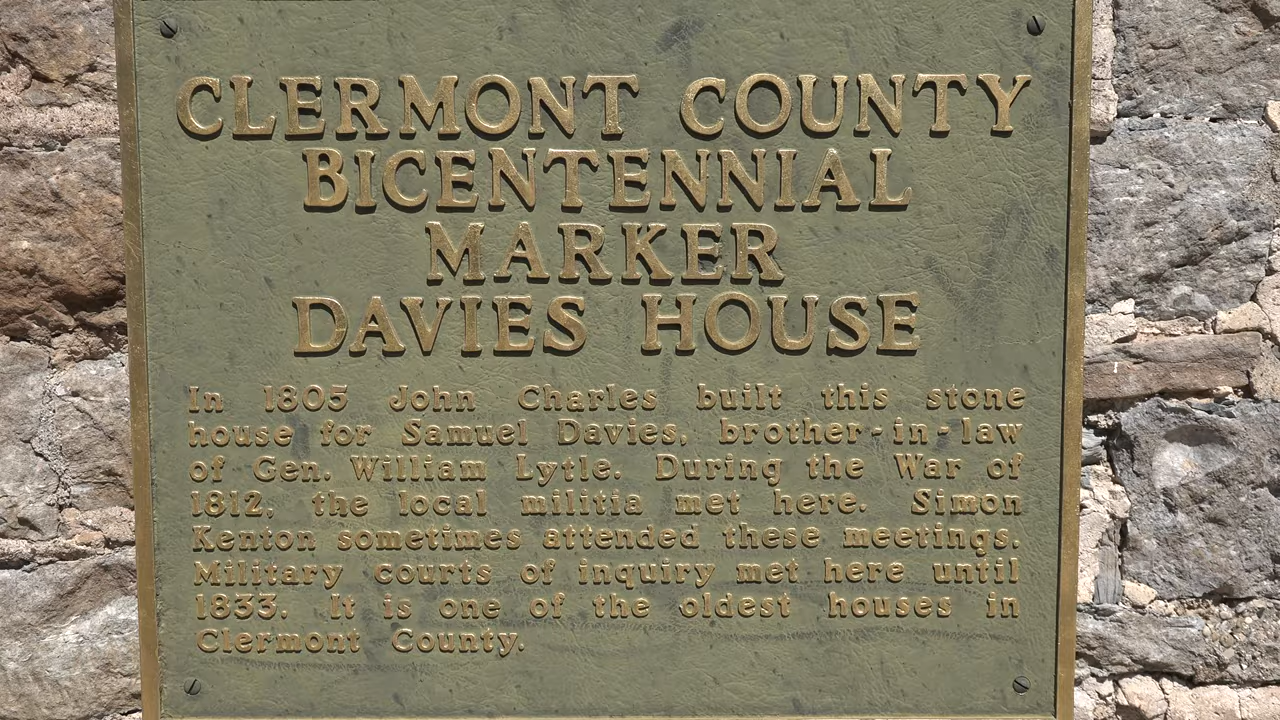 CLERMONT COUNTY
BICENTENNIAL
MARKER
DAVIES HOUSE
In 1805 John Charles built this stone
house for Samuel Davies, brother-in-law
of Gen. William Lytle. During the War of
1812, the local militia met here. Simon
Kenton sometimes attended these meetings.
Military courts of inquiry met here until
1833. It is one of the oldest houses in
Clermont County.